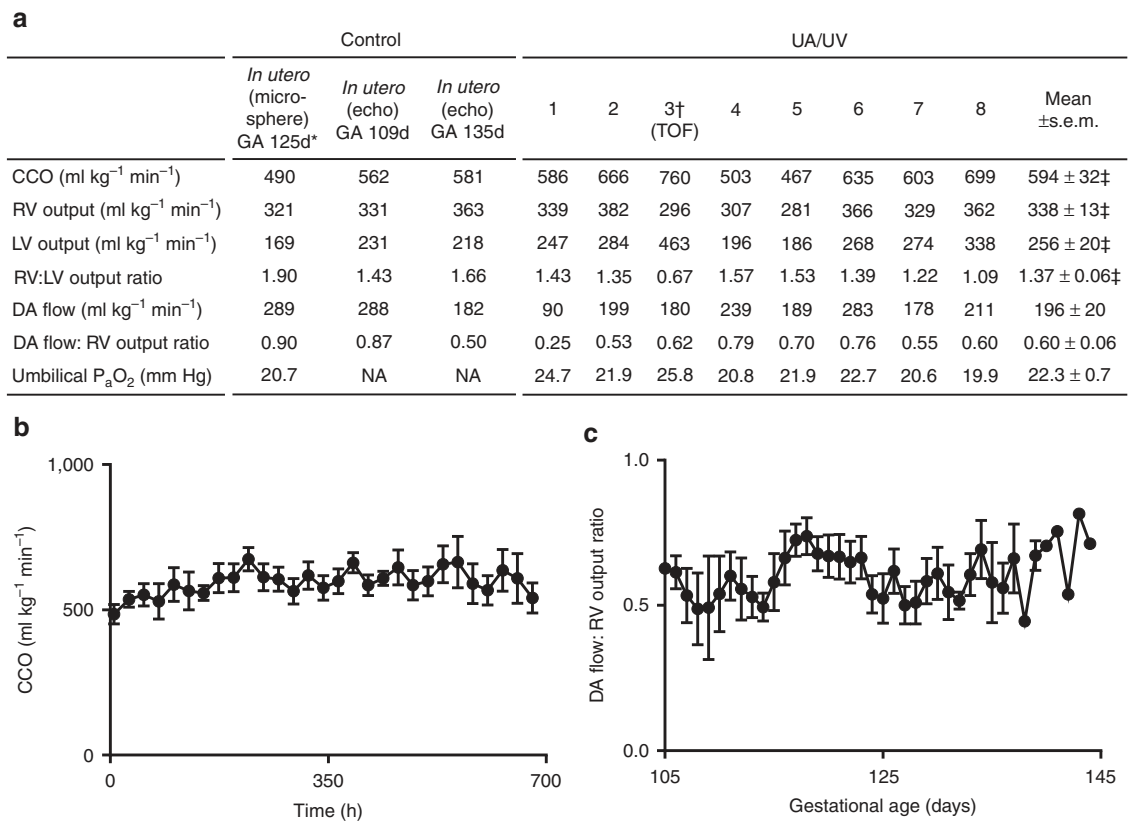 a
Control UA/UV
In utero (micro-sphere) GA 125d* In utero (echo) GA 109d In utero (echo) GA 135d 1 2 3† (TOF) 4 5 6 7 8 Mean ±s.e.m.
CCO (ml kg–1 min–1) 490 562 581 586 666 760 503 467 635 603 699 594 ± 32‡
RV output (ml kg–1 min–1) 321 331 363 339 382 296 307 281 366 329 362 338 ± 13‡
LV output (ml kg–1 min–1) 169 231 218 247 284 463 196 186 268 274 338 256 ± 20‡
RV:LV output ratio 1.90 1.43 1.66 1.43 1.35 0.67 1.57 1.53 1.39 1.22 1.09 1.37 ± 0.06‡
DA flow (ml kg–1 min–1) 289 288 182 90 199 180 239 189 283 178 211 196 ± 20
DA flow: RV output ratio 0.90 0.87 0.50 0.25 0.53 0.62 0.79 0.70 0.76 0.55 0.60 0.60 ± 0.06
Umbilical PaO2 (mm Hg) 20.7 NA NA 24.7 21.9 25.8 20.8 21.9 22.7 20.6 19.9 22.3 ± 0.7
b
1,000
500
0
CCO (ml kg–1 min–1)
0 350 700
Time (h)
c
1.0
0.5
0.0
DA flow: RV output ratio
105 125 145
Gestational age (days)